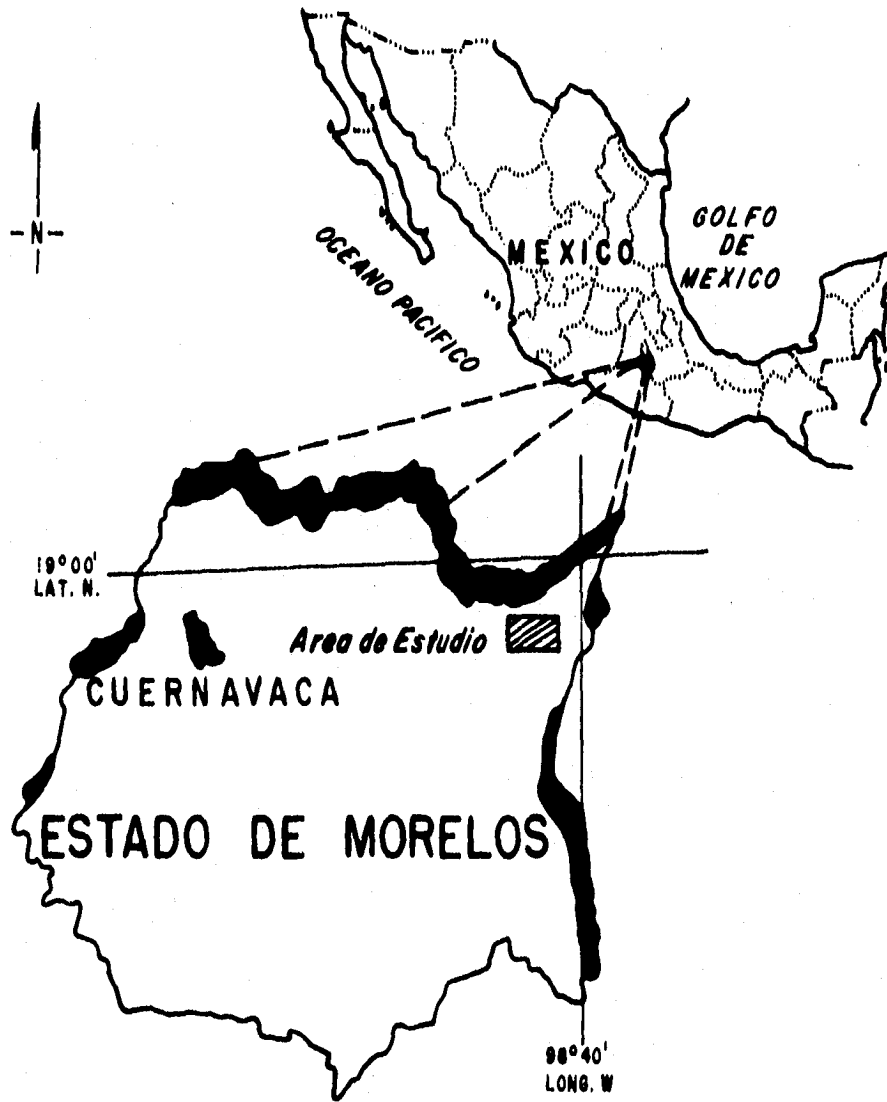 -N-
GOLFO
DE
MEXICO
MEXICO
OCEANO PACIFICO
19°00'
LAT. N.
Area de Estudio
CUERNAVACA
ESTADO DE MORELOS
98°40'
LONG. W